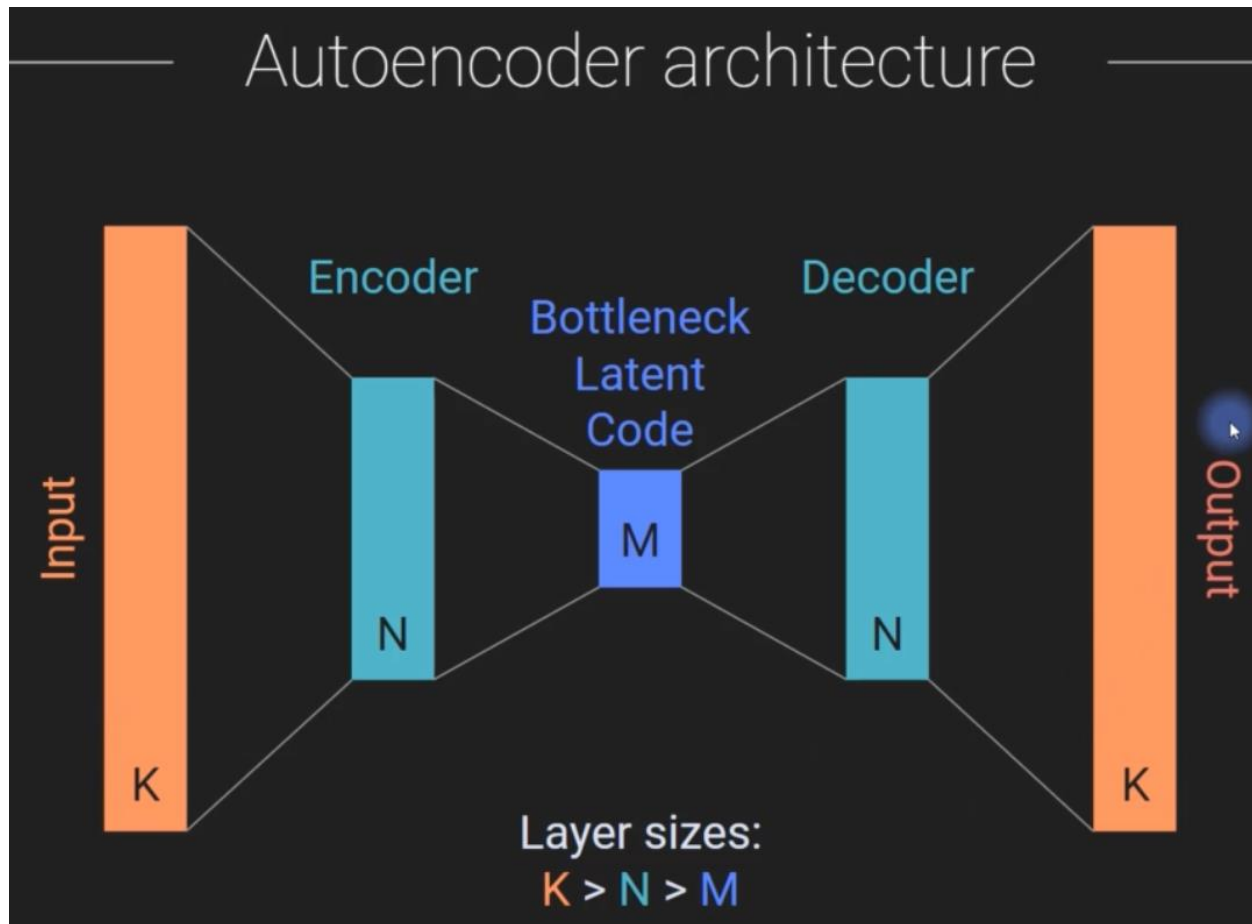 Autoencoder architecture
Encoder
Decoder
Bottleneck
Latent
Code
Input
Output
M
N
N
K
K
Layer sizes:
K > N > M